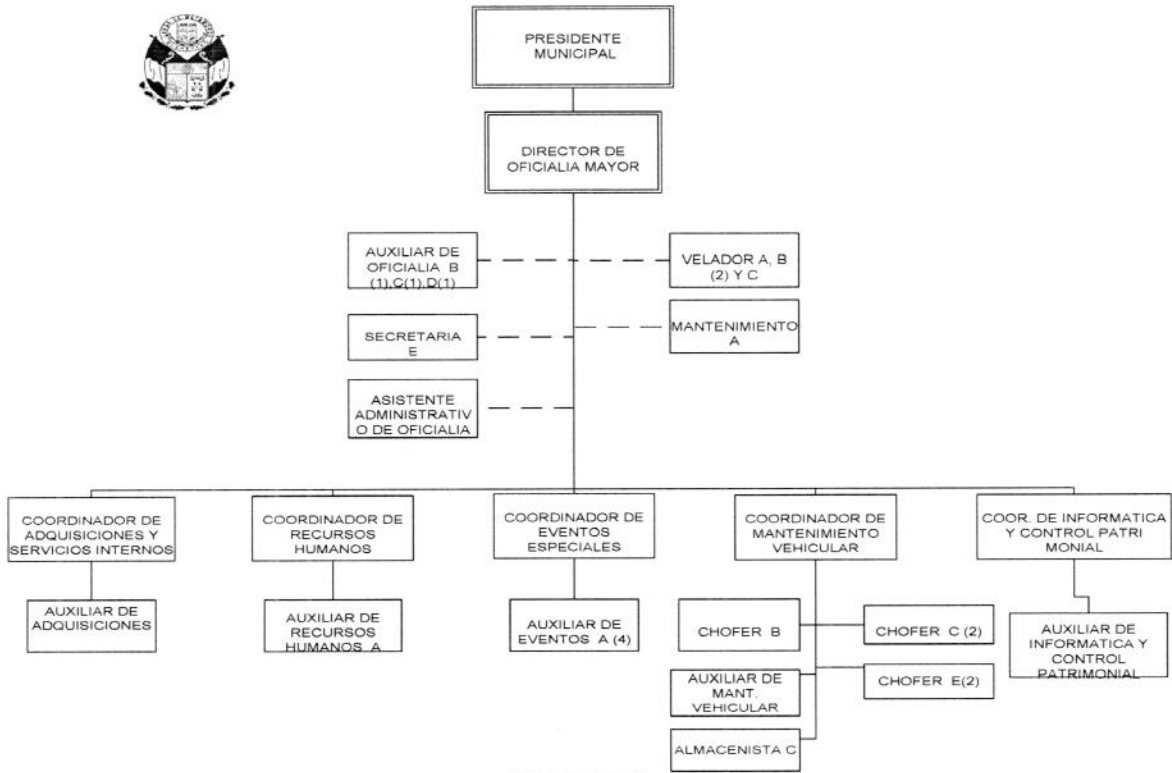 PRESIDENTE
MUNICIPAL
DIRECTOR DE
OFICIALIA MAYOR
AUXILIAR DE
OFICIALIA B
(1),C(1),D(1)
VELADOR A, B
(2) Y C
SECRETARIA
E
MANTENIMIENTO
A
ASISTENTE
ADMINISTRATIV
O DE OFICIALIA
COORDINADOR DE
ADQUISICIONES Y
SERVICIOS INTERNOS
COORDINADOR DE
RECURSOS
HUMANOS
COORDINADOR DE
EVENTOS
ESPECIALES
COORDINADOR DE
MANTENIMIENTO
VEHICULAR
COOR. DE INFORMATICA
Y CONTROL PATRI
MONIAL
AUXILIAR DE
ADQUISICIONES
AUXILIAR DE
RECURSOS
HUMANOS A
AUXILIAR DE
EVENTOS A (4)
CHOFER B
CHOFER C (2)
AUXILIAR DE
MANT.
VEHICULAR
CHOFER E(2)
ALMACENISTA C
AUXILIAR DE
INFORMATICA Y
CONTROL
PATRIMONIAL